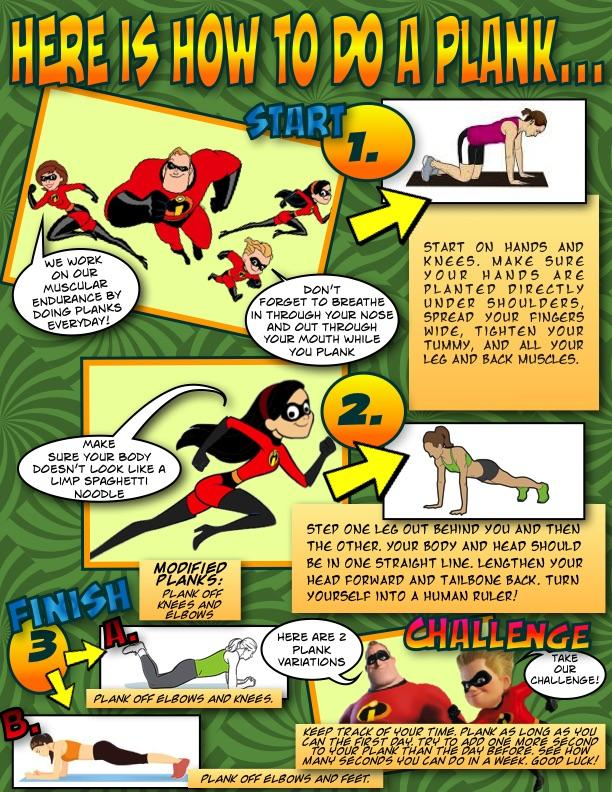 HERE IS HOW TO DO A PLANK...
START
1.
WE WORK
ON OUR
MUSCULAR
ENDURANCE BY
DOING PLANKS
EVERYDAY!
DON'T
FORGET TO BREATHE
IN THROUGH YOUR NOSE
AND OUT THROUGH
YOUR MOUTH WHILE
YOU PLANK
START ON HANDS AND
KNEES. MAKE SURE
YOUR HANDS ARE
PLANTED DIRECTLY
UNDER SHOULDERS,
SPREAD YOUR FINGERS
WIDE, TIGHTEN YOUR
TUMMY, AND ALL YOUR
LEG AND BACK MUSCLES.
2.
MAKE
SURE YOUR BODY
DOESN'T LOOK LIKE A
LIMP SPAGHETTI
NOODLE
STEP ONE LEG OUT BEHIND YOU AND THEN
THE OTHER. YOUR BODY AND HEAD SHOULD
BE IN ONE STRAIGHT LINE. LENGTHEN YOUR
HEAD FORWARD AND TAILBONE BACK. TURN
YOURSELF INTO A HUMAN RULER!
MODIFIED
PLANKS:
PLANK OFF
KNEES AND
ELBOWS
FINISH
3
A.
PLANK OFF ELBOWS AND KNEES.
HERE ARE 2
PLANK
VARIATIONS
B.
PLANK OFF ELBOWS AND FEET.
CHALLENGE
TAKE
OUR
CHALLENGE!
KEEP TRACK OF YOUR TIME. PLANK AS LONG AS YOU
CAN THE FIRST DAY. TRY TO ADD ONE MORE SECOND
TO YOUR PLANK THAN THE DAY BEFORE. SEE HOW
MANY SECONDS YOU CAN DO IN A WEEK. GOOD LUCK!